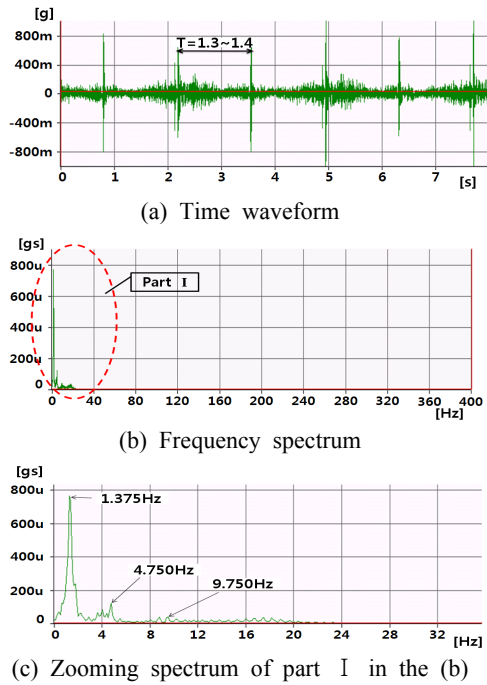 [g]
800m
T=1.3~1.4
400m
0
-400m
-800m
0 1 2 3 4 5 6 7 [s]
(a) Time waveform
[gs]
800u
Part I
600u
400u
200u
0
0 40 80 120 160 200 240 280 320 360 400
[Hz]
(b) Frequency spectrum
[gs]
800u
1.375Hz
600u
400u
4.750Hz
9.750Hz
200u
0
0 4 8 12 16 20 24 28 32 [Hz]
(c) Zooming spectrum of part I in the (b)